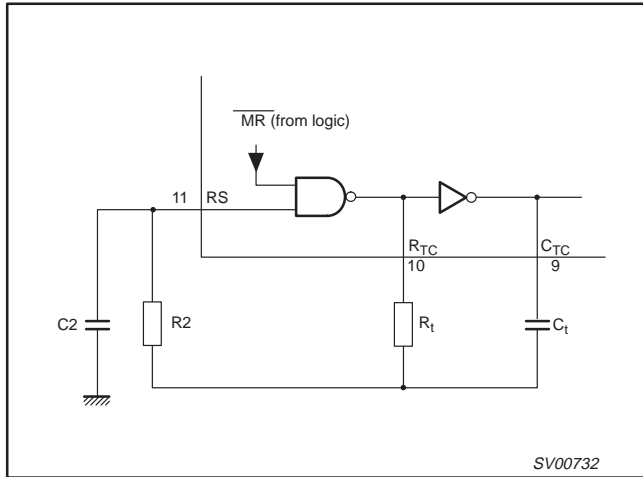 MR (from logic)
11 RS
R_TC C_TC
10 9
C2 R2 R_t C_t
SV00732